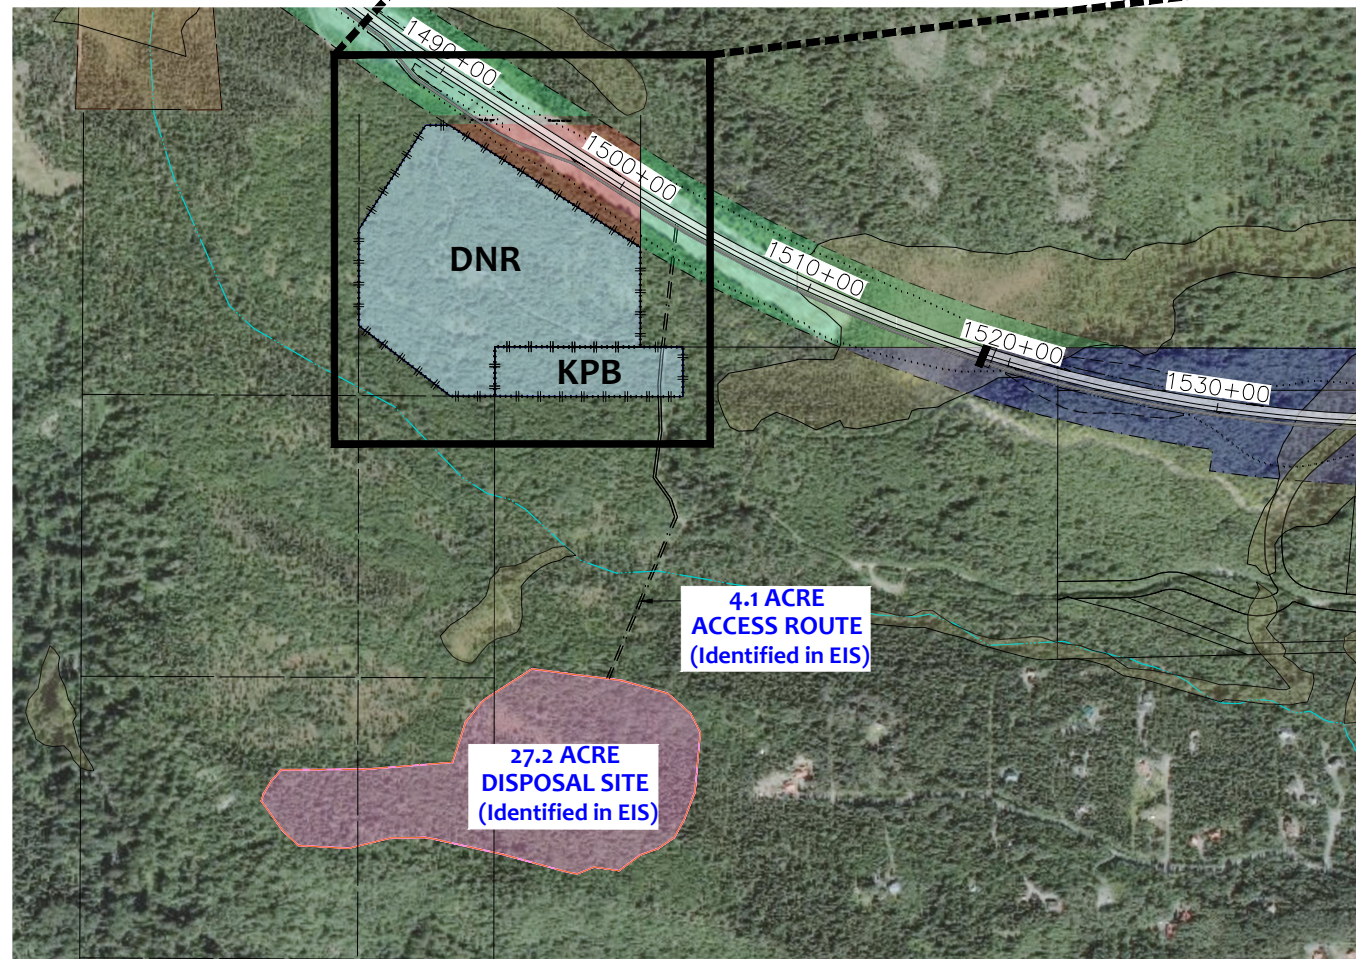 1490+00
1500+00
DNR
1510+00
1520+00
KPB
1530+00
4.1 ACRE
ACCESS ROUTE
(Identified in EIS)
27.2 ACRE
DISPOSAL SITE
(Identified in EIS)